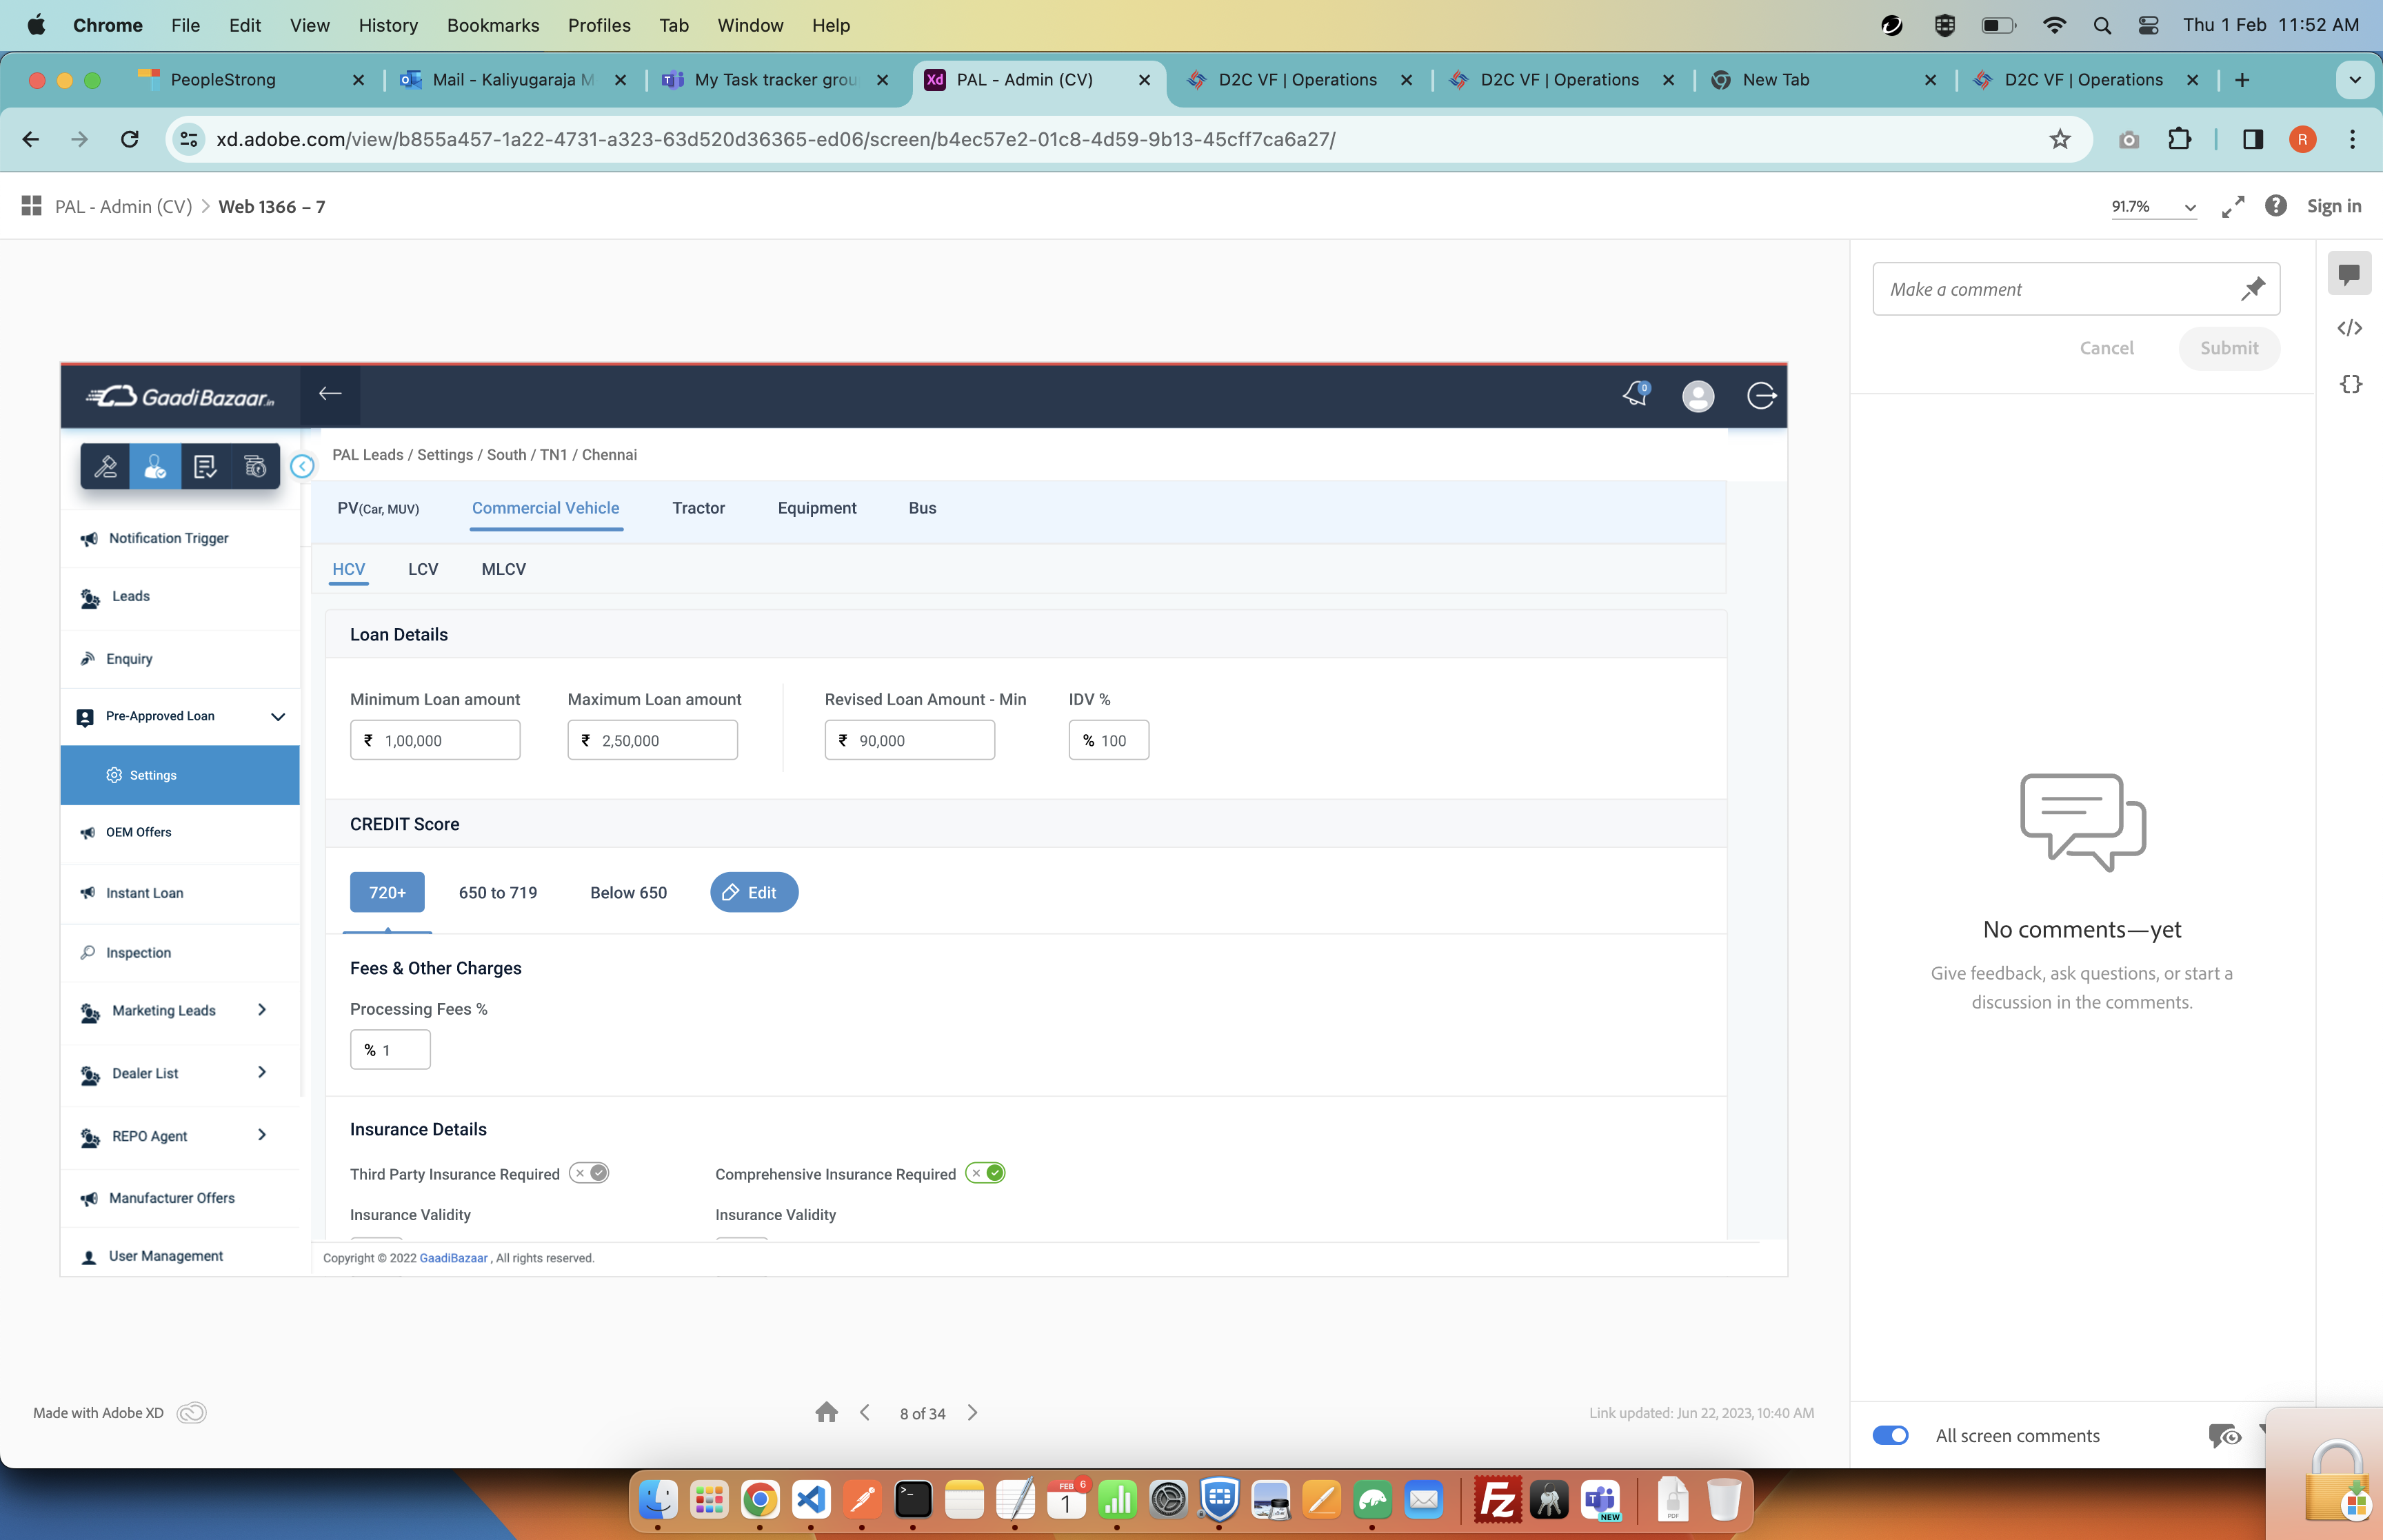 Chrome File Edit View History Bookmarks Profiles Tab Window Help Thu 1 Feb 11:52 AM
PeopleStrong Mail - Kaliyugaraja M My Task tracker grou Xd PAL - Admin (CV) D2C VF | Operations D2C VF | Operations New Tab D2C VF | Operations
xd.adobe.com/view/b855a457-1a22-4731-a323-63d520d36365-ed06/screen/b4ec57e2-01c8-4d59-9b13-45cff7ca6a27/ R
PAL - Admin (CV) > Web 1366 – 7 91.7% Sign in
Make a comment
Cancel Submit
GaadiBazaar.in 0
PAL Leads / Settings / South / TN1 / Chennai
PV(Car, MUV) Commercial Vehicle Tractor Equipment Bus
HCV LCV MLCV
Notification Trigger
Leads
Enquiry
Pre-Approved Loan
Settings
OEM Offers
Instant Loan
Inspection
Marketing Leads
Dealer List
REPO Agent
Manufacturer Offers
User Management
Loan Details
Minimum Loan amount Maximum Loan amount Revised Loan Amount - Min IDV %
₹ 1,00,000 ₹ 2,50,000 ₹ 90,000 % 100
CREDIT Score
720+ 650 to 719 Below 650 Edit
Fees & Other Charges
Processing Fees %
% 1
Insurance Details
Third Party Insurance Required Comprehensive Insurance Required
Insurance Validity Insurance Validity
Copyright © 2022 GaadiBazaar , All rights reserved.
No comments—yet
Give feedback, ask questions, or start a
discussion in the comments.
Made with Adobe XD 8 of 34 Link updated: Jun 22, 2023, 10:40 AM
All screen comments
FEB 6
1
Fz
NEW
PDF